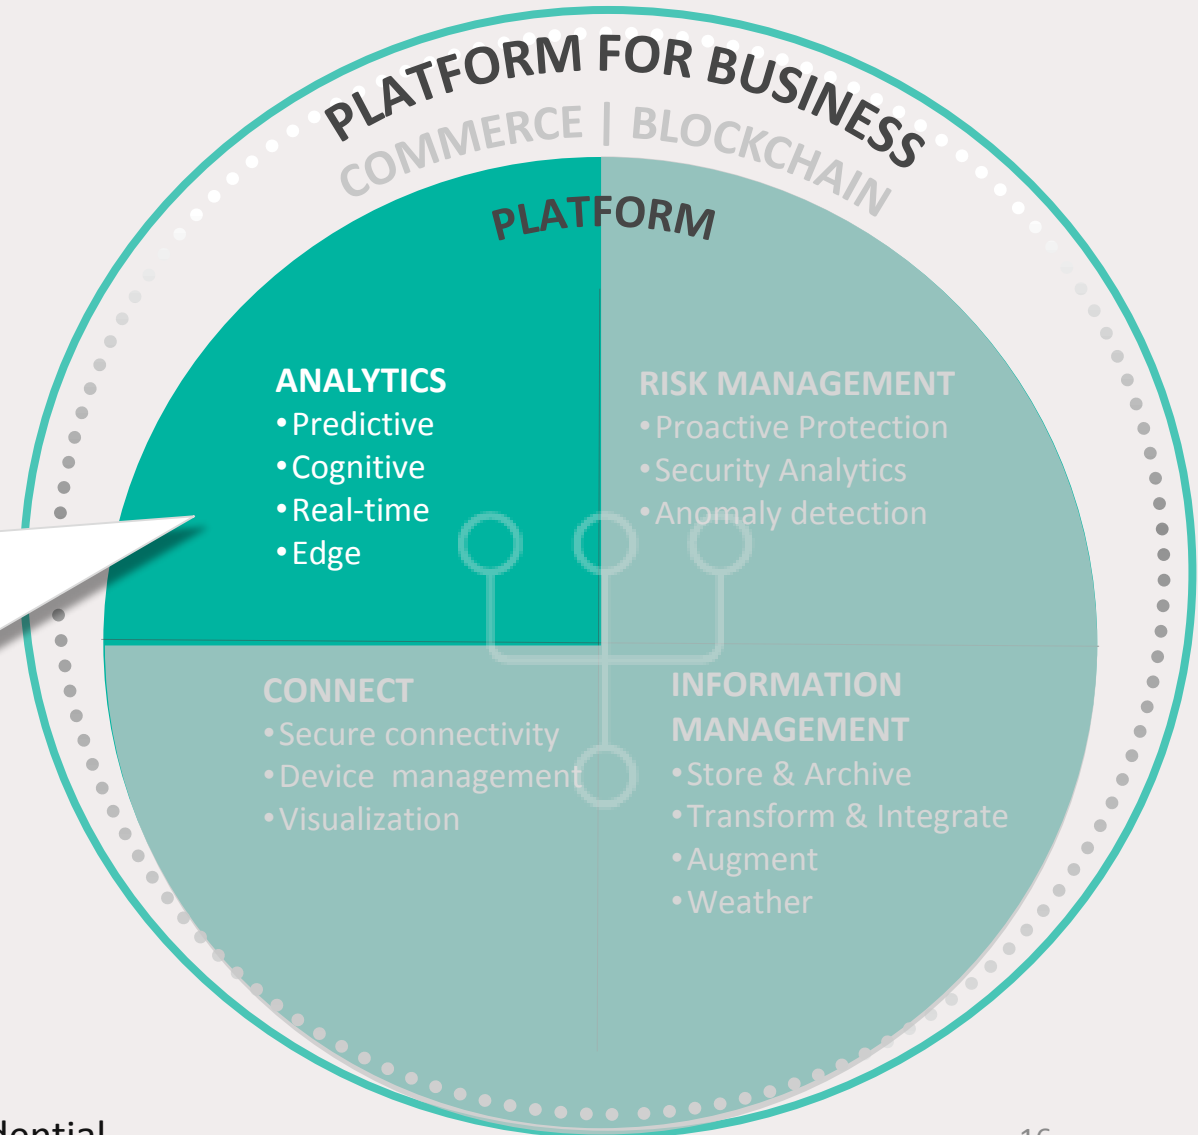 PLATFORM FOR BUSINESS
COMMERCE | BLOCKCHAIN
PLATFORM
ANALYTICS
•Predictive
•Cognitive
•Real-time
•Edge
RISK MANAGEMENT
•Proactive Protection
•Security Analytics
•Anomaly detection
CONNECT
•Secure connectivity
•Device management
•Visualization
INFORMATION
MANAGEMENT
•Store & Archive
•Transform & Integrate
•Augment
•Weather